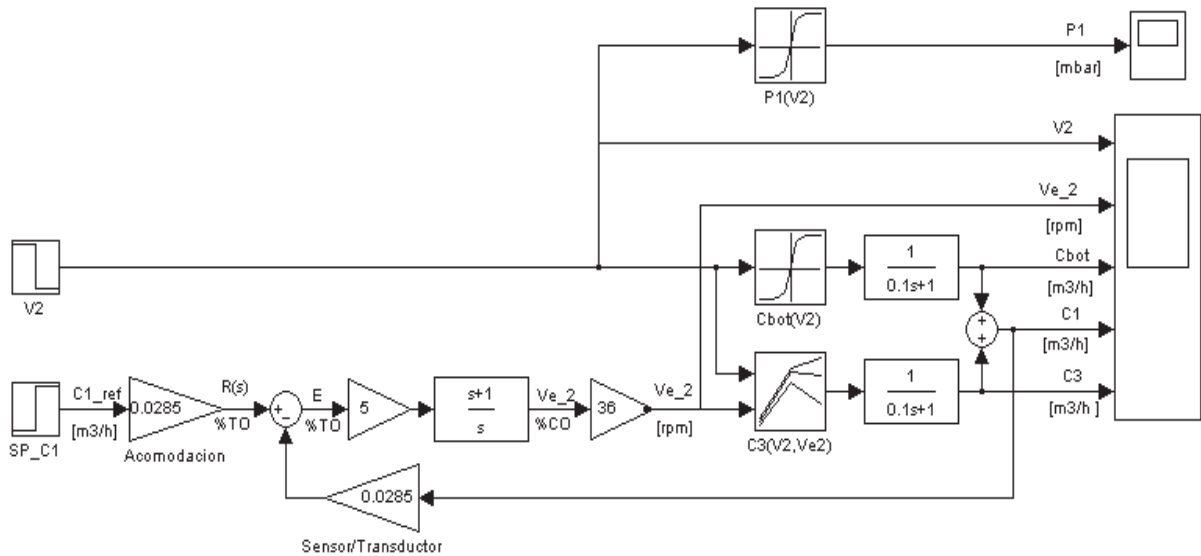 P1
[mbar]
P1(V2)
V2
Ve_2
[rpm]
V2
Cbot(V2)
1
0.1s+1
Cbot
[m3/h]
C1
[m3/h]
C3
[m3/h ]
SP_C1
C1_ref
[m3/h]
0.0285
Acomodacion
R(s)
%TO
E
%TO
5
s+1
s
Ve_2
%CO
36
Ve_2
[rpm]
C3(V2,Ve2)
1
0.1s+1
+
+
+
−
0.0285
Sensor/Transductor